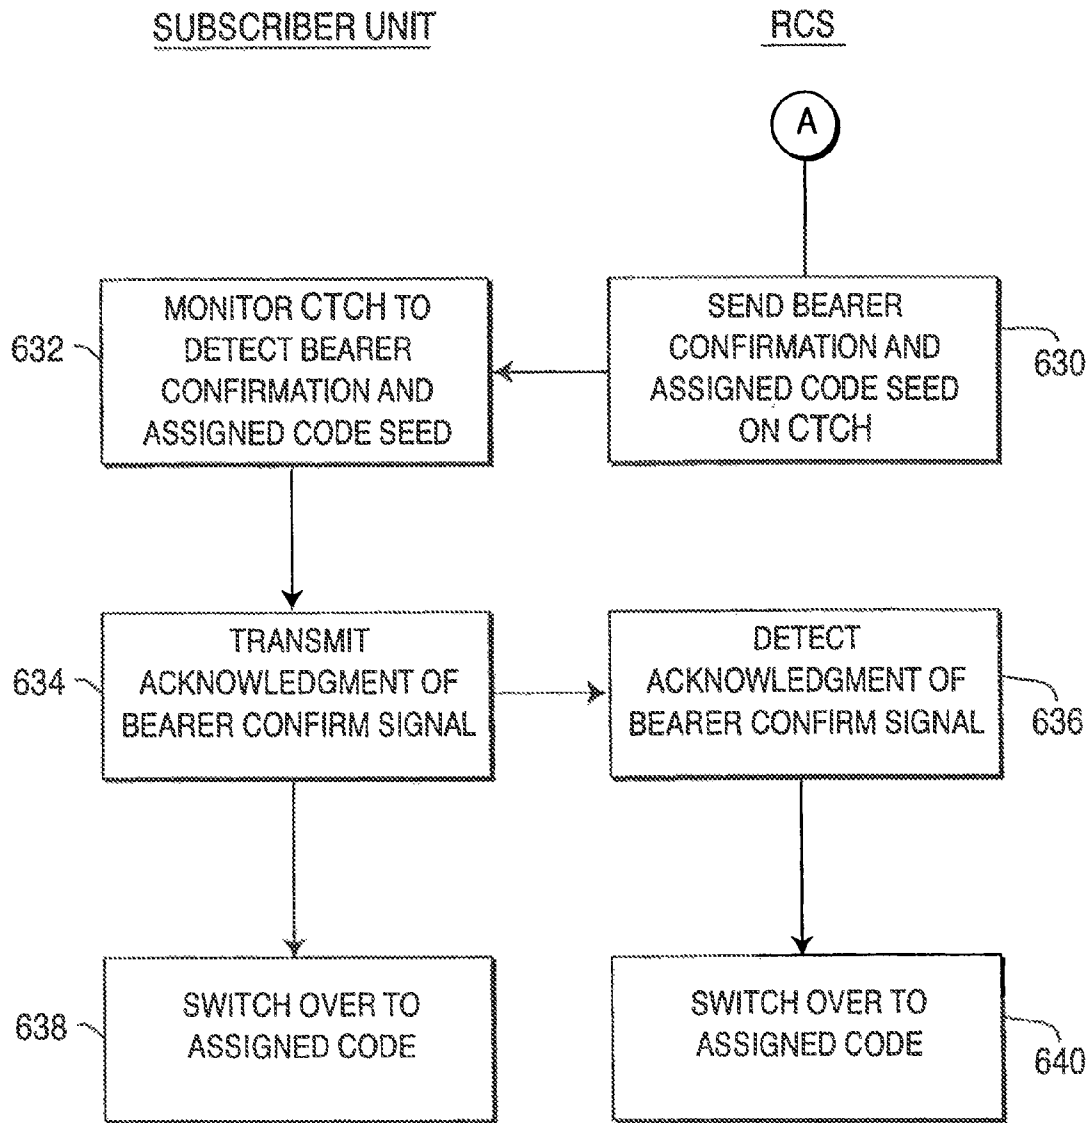 SUBSCRIBER UNIT
RCS
A
MONITOR CTCH TO
DETECT BEARER
CONFIRMATION AND
ASSIGNED CODE SEED
632
SEND BEARER
CONFIRMATION AND
ASSIGNED CODE SEED
ON CTCH
630
TRANSMIT
ACKNOWLEDGMENT OF
BEARER CONFIRM SIGNAL
634
DETECT
ACKNOWLEDGMENT OF
BEARER CONFIRM SIGNAL
636
SWITCH OVER TO
ASSIGNED CODE
638
SWITCH OVER TO
ASSIGNED CODE
640